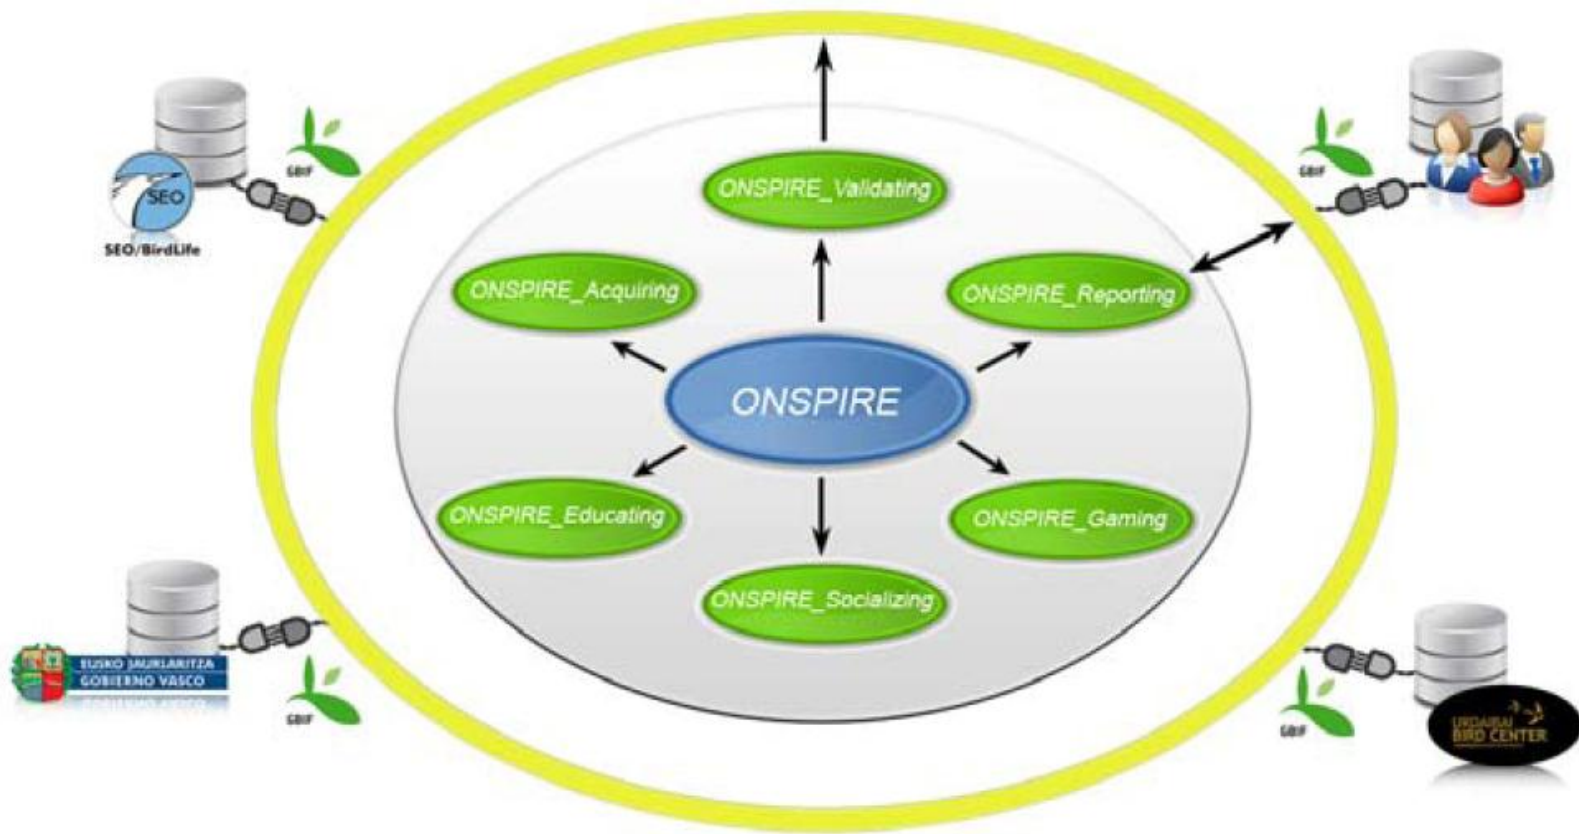 GBIF
GBIF
SEO
SEO/BirdLife
ONSPIRE_Validating
ONSPIRE_Acquiring
ONSPIRE_Reporting
ONSPIRE
ONSPIRE_Educating
ONSPIRE_Gaming
ONSPIRE_Socializing
EUSKO JAURLARITZA
GOBIERNO VASCO
GBIF
GBIF
URDAIBAI
BIRD CENTER